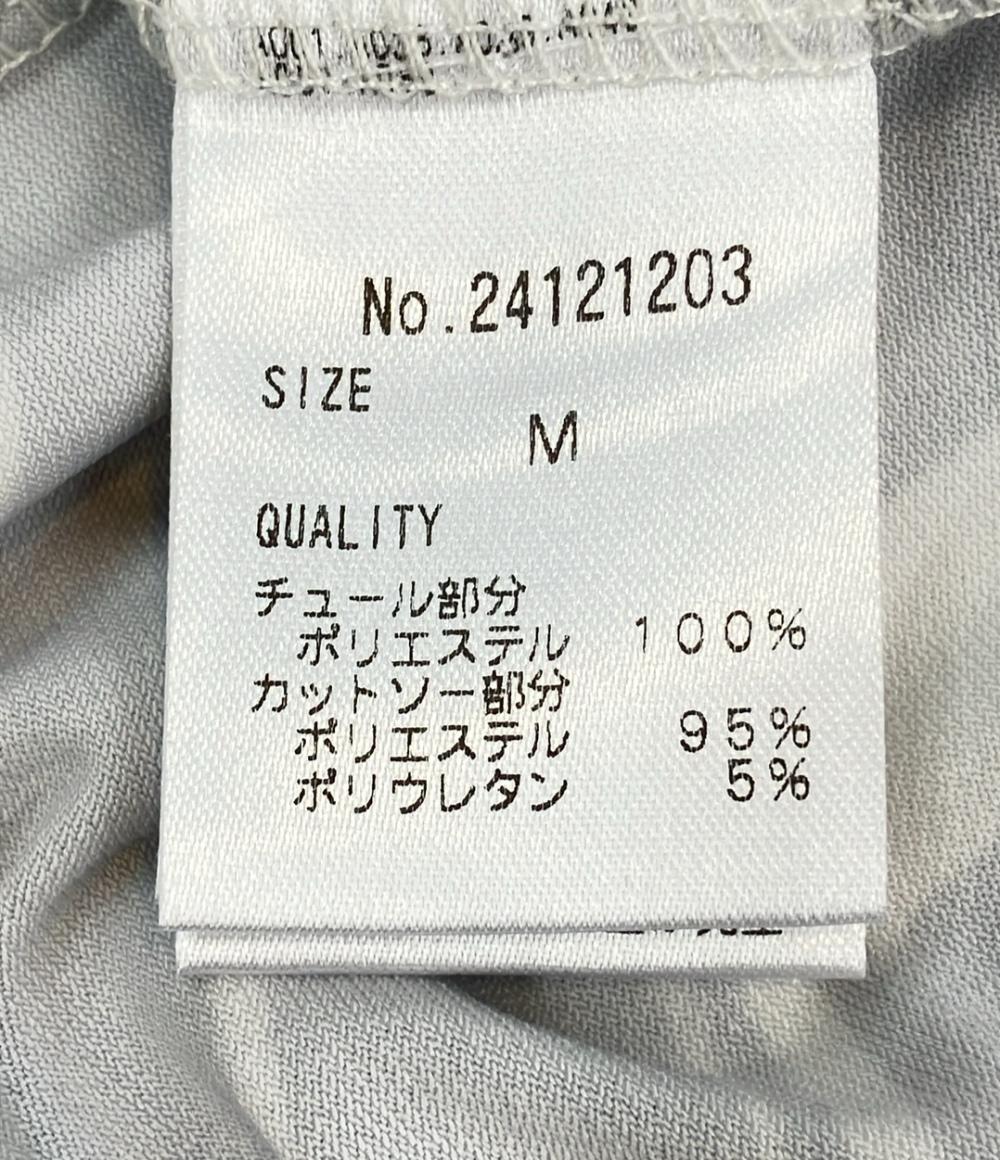 No.24121203
SIZE
M
QUALITY
チュール部分
ポリエステル 100%
カットソー部分
ポリエステル 95%
ポリウレタン 5%